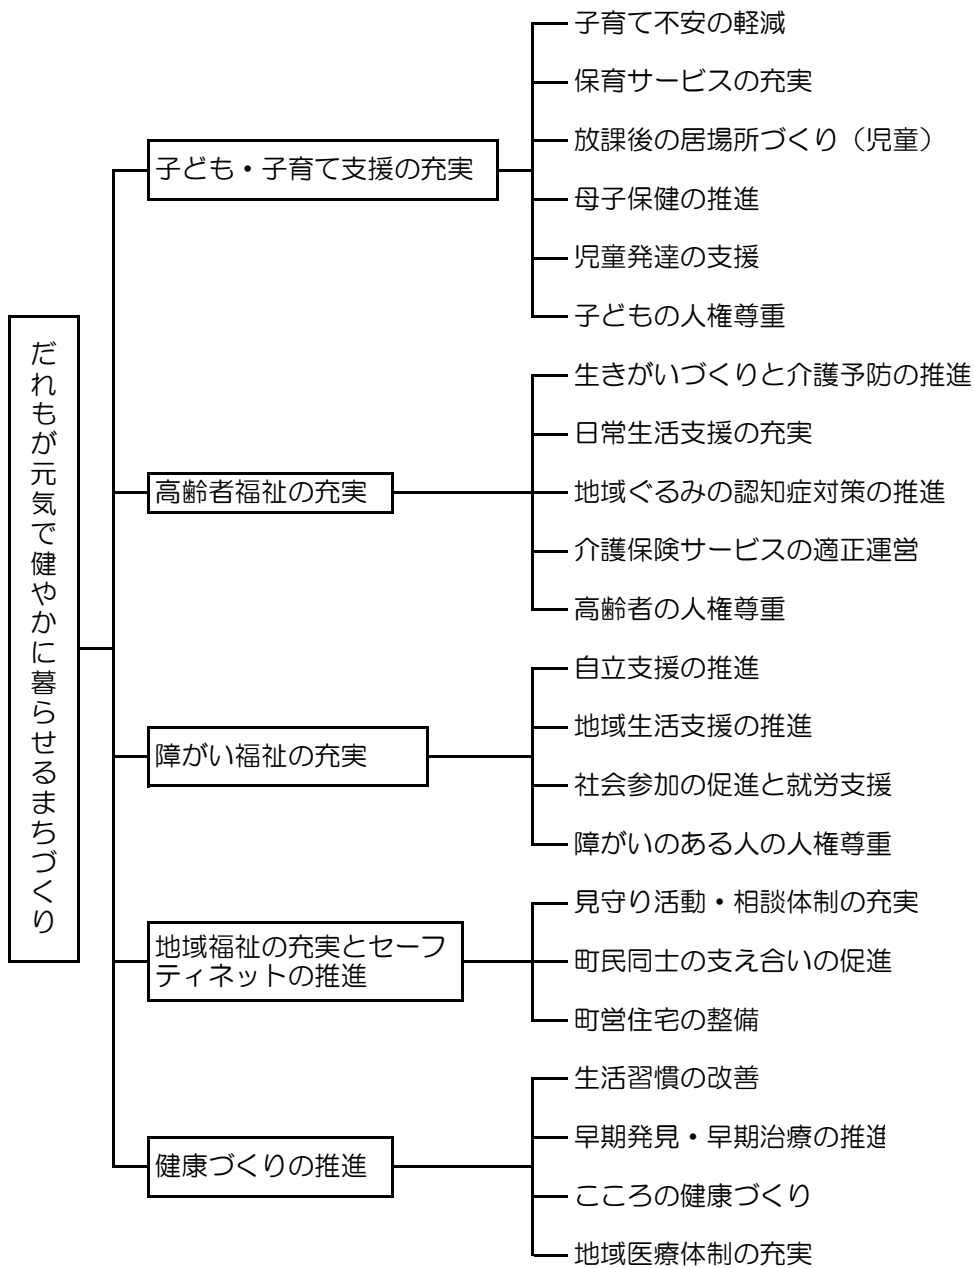 だれもが元気で健やかに暮らせるまちづくり
子ども・子育て支援の充実
子育て不安の軽減
保育サービスの充実
放課後の居場所づくり（児童）
母子保健の推進
児童発達の支援
子どもの人権尊重
高齢者福祉の充実
生きがいづくりと介護予防の推進
日常生活支援の充実
地域ぐるみの認知症対策の推進
介護保険サービスの適正運営
高齢者の人権尊重
障がい福祉の充実
自立支援の推進
地域生活支援の推進
社会参加の促進と就労支援
障がいのある人の人権尊重
地域福祉の充実とセーフ
ティネットの推進
見守り活動・相談体制の充実
町民同士の支え合いの促進
町営住宅の整備
健康づくりの推進
生活習慣の改善
早期発見・早期治療の推進
こころの健康づくり
地域医療体制の充実